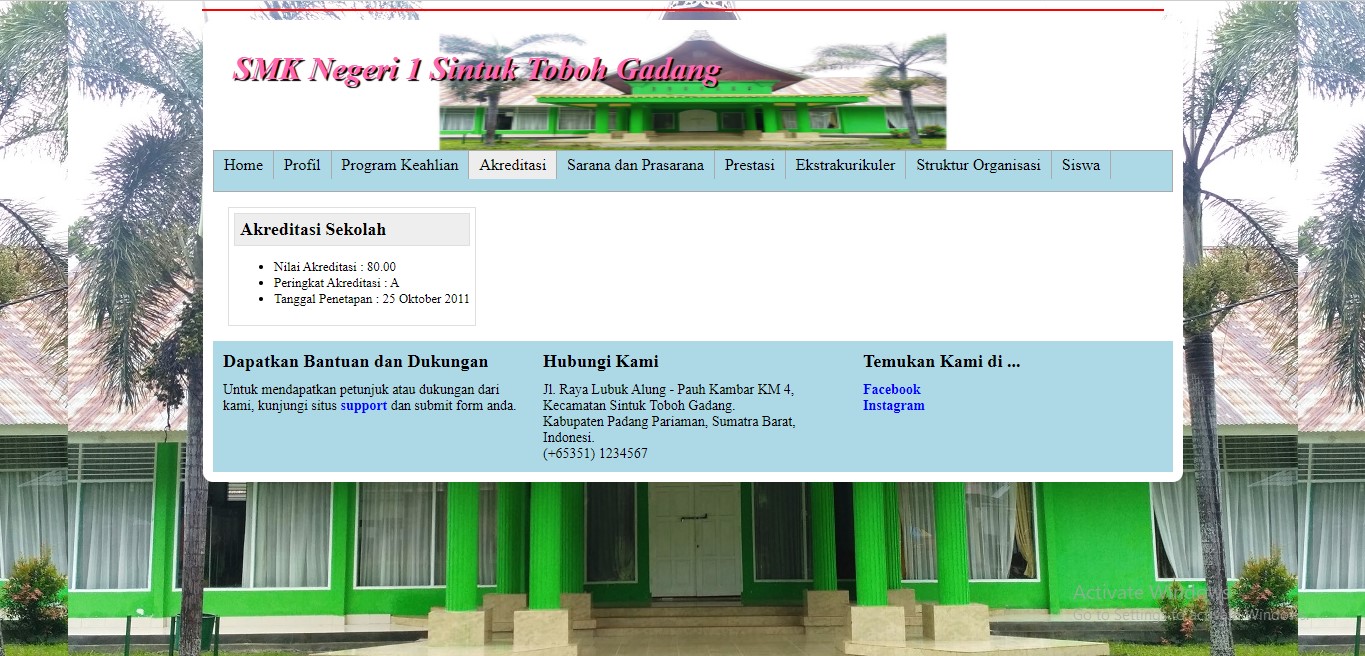 SMK Negeri 1 Sintuk Toboh Gadang
Home Profil Program Keahlian Akreditasi Sarana dan Prasarana Prestasi Ekstrakurikuler Struktur Organisasi Siswa
Akreditasi Sekolah
Nilai Akreditasi : 80.00
Peringkat Akreditasi : A
Tanggal Penetapan : 25 Oktober 2011
Dapatkan Bantuan dan Dukungan
Untuk mendapatkan petunjuk atau dukungan dari
kami, kunjungi situs support dan submit form anda.
Hubungi Kami
Jl. Raya Lubuk Alung - Pauh Kambar KM 4,
Kecamatan Sintuk Toboh Gadang.
Kabupaten Padang Pariaman, Sumatra Barat,
Indonesi.
(+65351) 1234567
Temukan Kami di ...
Facebook
Instagram
Activate Windows
Go to Settings to activate Windows.